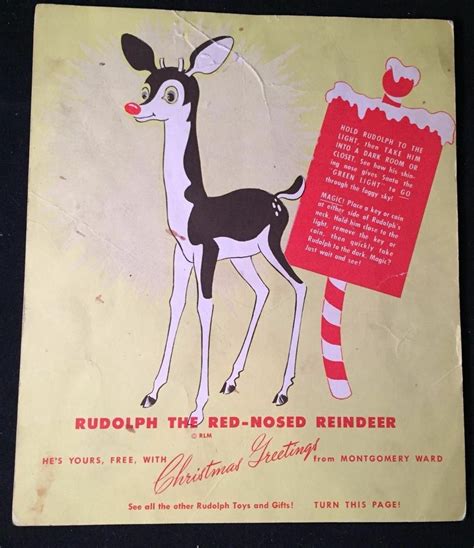 HOLD RUDOLPH TO THE
LIGHT, then TAKE HIM
INTO A DARK ROOM OR
CLOSET. See how his shin-
ing nose gives Santa the
"GREEN LIGHT" to GO
through the foggy sky!
MAGIC! Place a key or coin
at either side of Rudolph's
neck. Hold him close to the
light, remove the key or
coin, then quickly take
Rudolph to the dark. Magic?
Just wait and see!
RUDOLPH THE RED-NOSED REINDEER
© RLM
HE'S YOURS, FREE, WITH Christmas Greetings from MONTGOMERY WARD
See all the other Rudolph Toys and Gifts! TURN THIS PAGE!